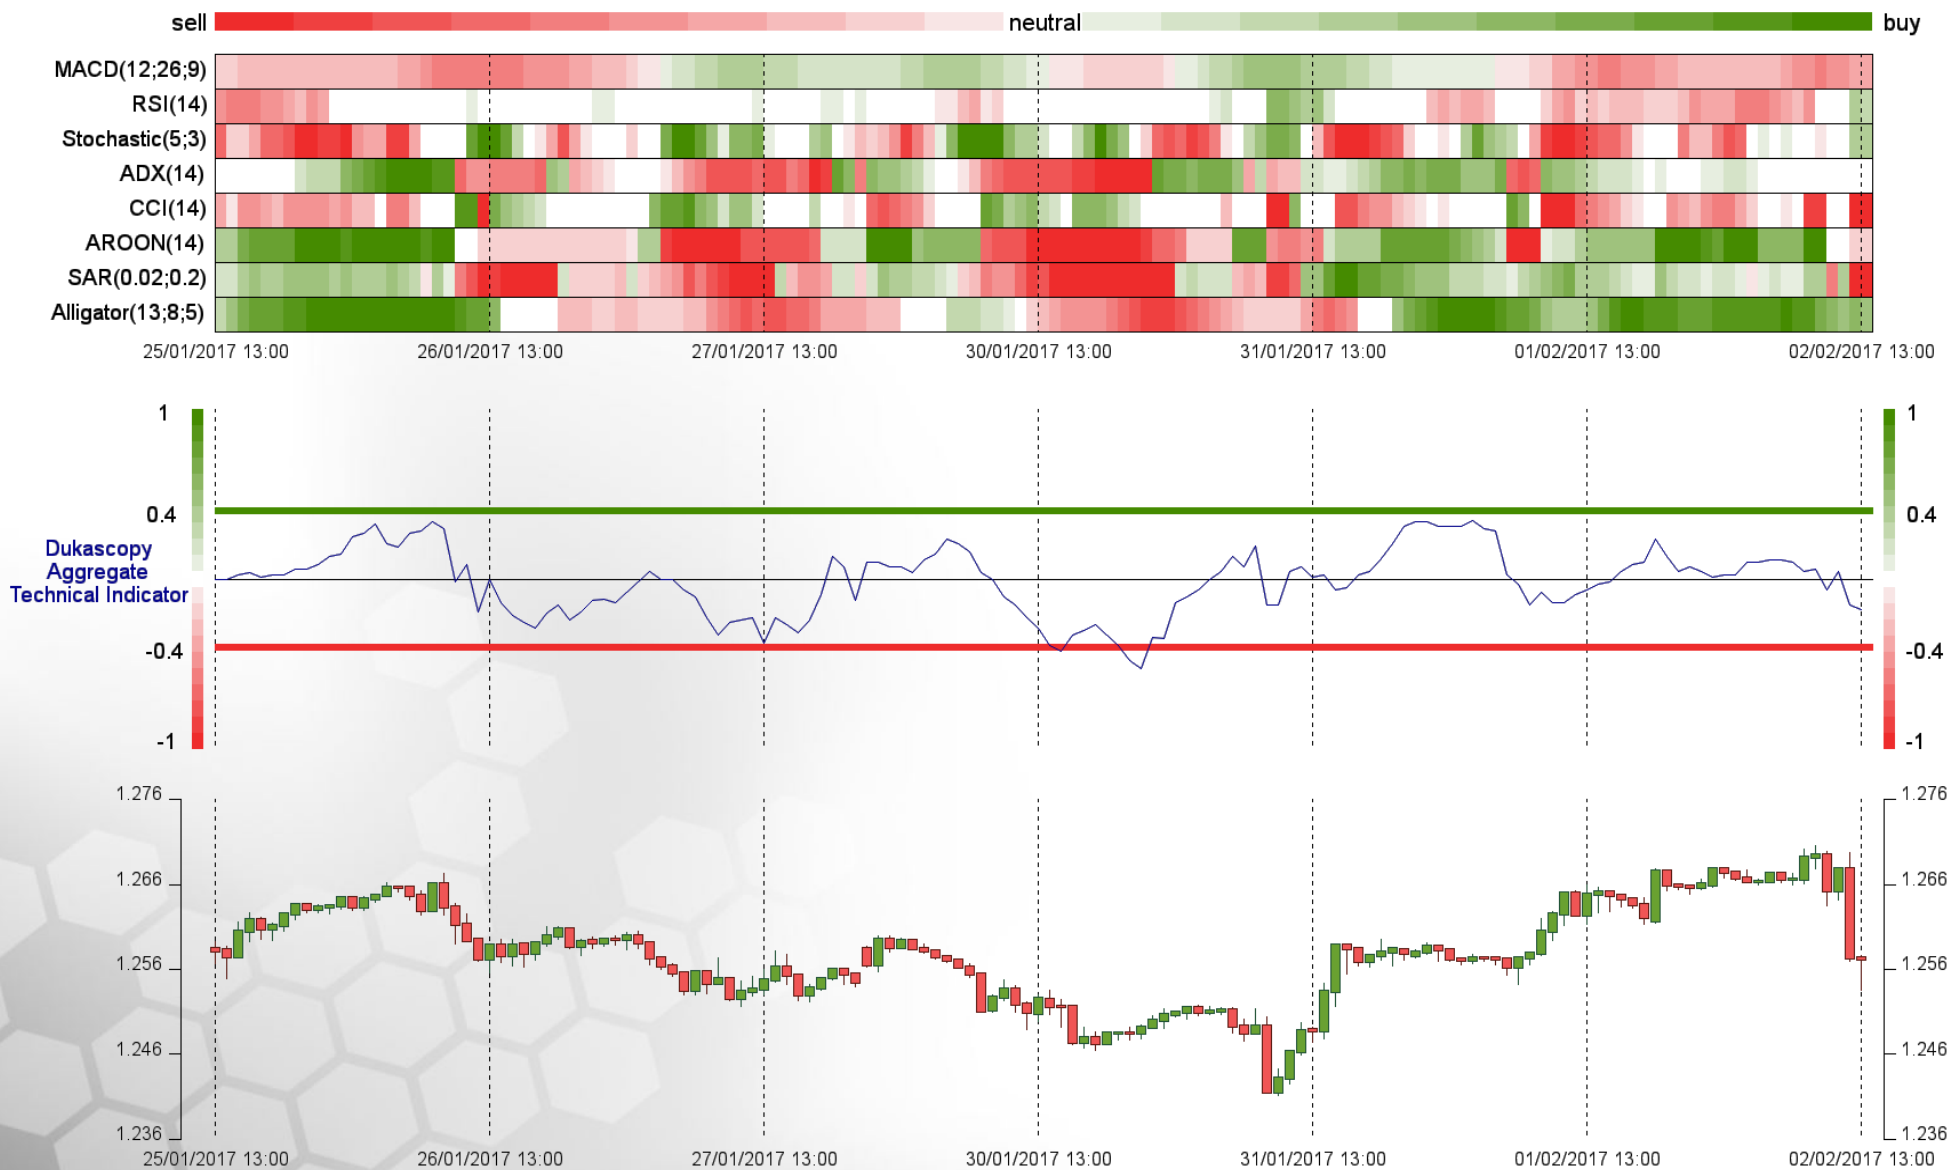 sell neutral buy
MACD(12;26;9)
RSI(14)
Stochastic(5;3)
ADX(14)
CCI(14)
AROON(14)
SAR(0.02;0.2)
Alligator(13;8;5)
25/01/2017 13:00 26/01/2017 13:00 27/01/2017 13:00 30/01/2017 13:00 31/01/2017 13:00 01/02/2017 13:00 02/02/2017 13:00
1 1
0.4 0.4
Dukascopy
Aggregate
Technical Indicator
-0.4 -0.4
-1 -1
1.276 1.276
1.266 1.266
1.256 1.256
1.246 1.246
1.236 1.236
25/01/2017 13:00 26/01/2017 13:00 27/01/2017 13:00 30/01/2017 13:00 31/01/2017 13:00 01/02/2017 13:00 02/02/2017 13:00